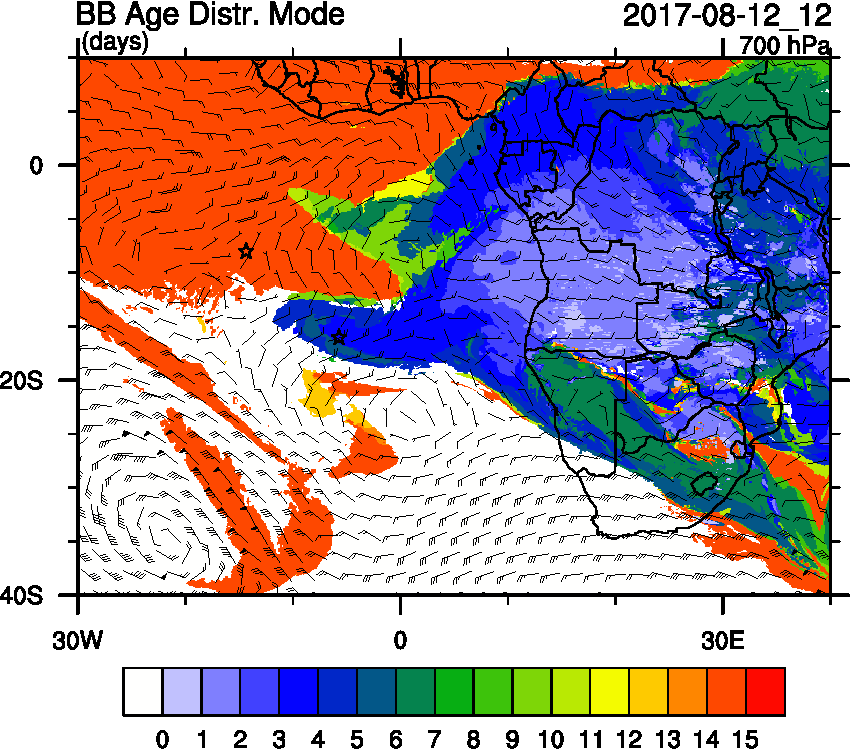 BB Age Distr. Mode 2017-08-12_12
(days) 700 hPa
0
20S
40S
30W 0 30E
0 1 2 3 4 5 6 7 8 9 10 11 12 13 14 15